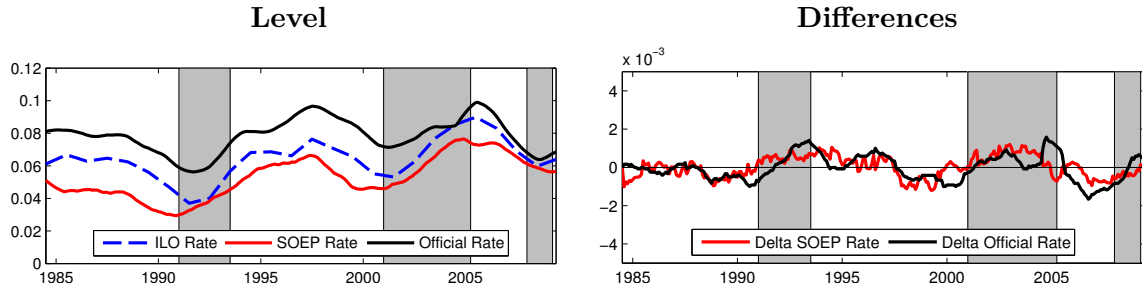 Level
0.12
0.1
0.08
0.06
0.04
0.02
0
ILO Rate SOEP Rate Official Rate
1985 1990 1995 2000 2005
Differences
x 10⁻³
4
2
0
−2
−4
Delta SOEP Rate Delta Official Rate
1985 1990 1995 2000 2005